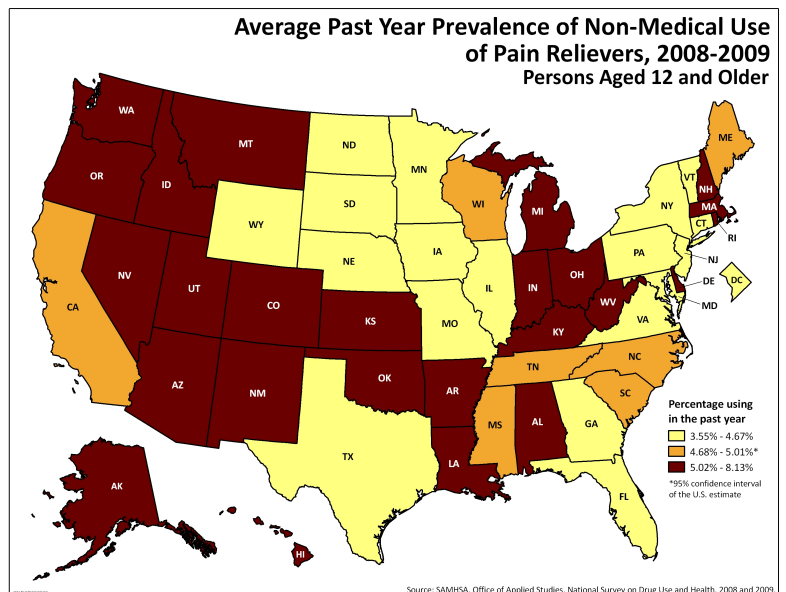 Average Past Year Prevalence of Non-Medical Use
of Pain Relievers, 2008-2009
Persons Aged 12 and Older
WA
MT
ND
MN
ME
OR
ID
VT
NH
WI
NY
MA
SD
MI
WY
CT
RI
IA
PA
NJ
NE
NV
UT
IL
IN
OH
DE
DC
CO
WV
MD
CA
KS
MO
KY
VA
TN
NC
AZ
NM
OK
AR
SC
MS
AL
GA
TX
LA
FL
AK
HI
Percentage using
in the past year
3.55% - 4.67%
4.68% - 5.01%*
5.02% - 8.13%
*95% confidence interval
of the U.S. estimate
Source: SAMHSA, Office of Applied Studies, National Survey on Drug Use and Health, 2008 and 2009.